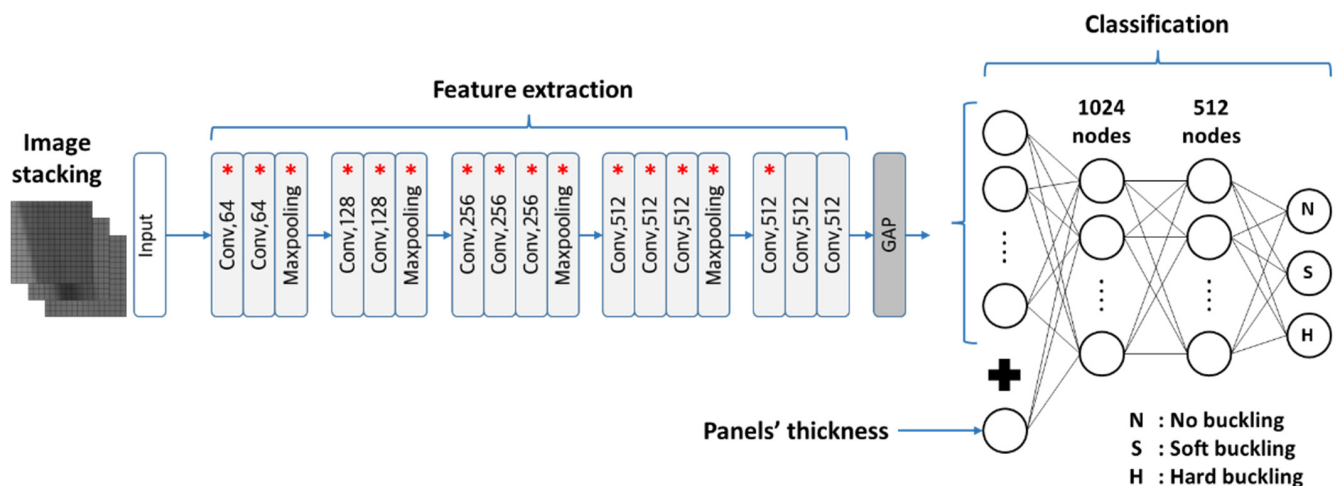 Classification
Feature extraction
1024
nodes
512
nodes
Image
stacking
Input
* Conv,64
* Conv,64
* Maxpooling
* Conv,128
* Conv,128
* Maxpooling
* Conv,256
* Conv,256
* Conv,256
* Maxpooling
* Conv,512
* Conv,512
* Conv,512
* Maxpooling
* Conv,512
Conv,512
Conv,512
GAP
N
S
H
Panels’ thickness
N : No buckling
S : Soft buckling
H : Hard buckling